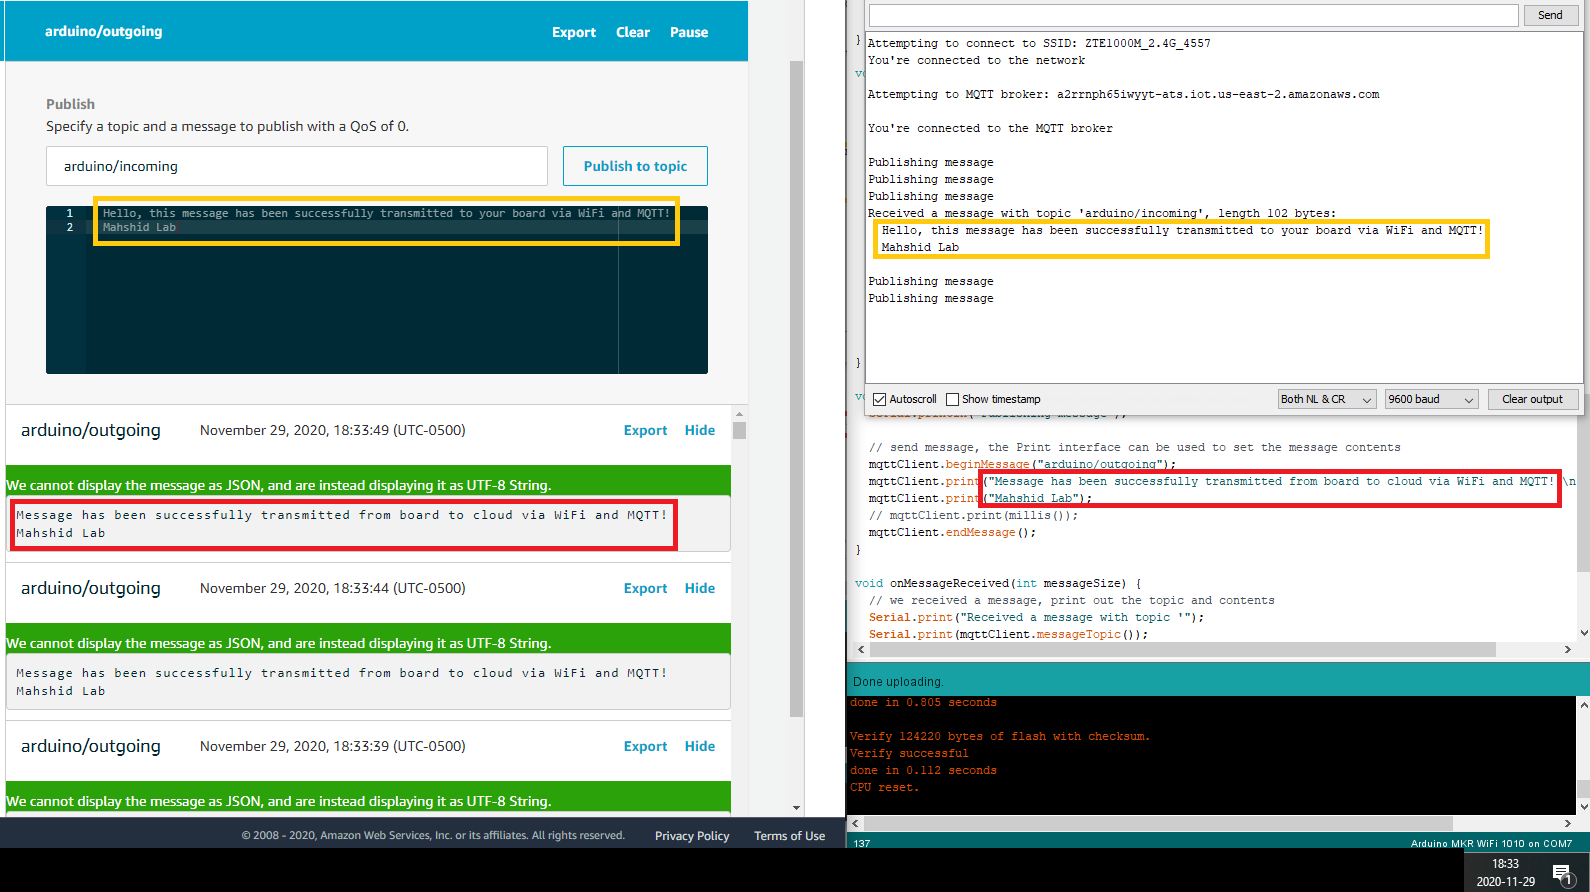 arduino/outgoing
Export Clear Pause
Publish
Specify a topic and a message to publish with a QoS of 0.
arduino/incoming
Publish to topic
1 Hello, this message has been successfully transmitted to your board via WiFi and MQTT!
2 Mahshid Lab
arduino/outgoing November 29, 2020, 18:33:49 (UTC-0500) Export Hide
We cannot display the message as JSON, and are instead displaying it as UTF-8 String.
Message has been successfully transmitted from board to cloud via WiFi and MQTT!
Mahshid Lab
arduino/outgoing November 29, 2020, 18:33:44 (UTC-0500) Export Hide
We cannot display the message as JSON, and are instead displaying it as UTF-8 String.
Message has been successfully transmitted from board to cloud via WiFi and MQTT!
Mahshid Lab
arduino/outgoing November 29, 2020, 18:33:39 (UTC-0500) Export Hide
We cannot display the message as JSON, and are instead displaying it as UTF-8 String.
© 2008 - 2020, Amazon Web Services, Inc. or its affiliates. All rights reserved. Privacy Policy Terms of Use
Send
Attempting to connect to SSID: ZTE1000M_2.4G_4557
}
You're connected to the network
vo
Attempting to MQTT broker: a2rrnph65iwyyt-ats.iot.us-east-2.amazonaws.com
You're connected to the MQTT broker
Publishing message
Publishing message
Publishing message
Received a message with topic 'arduino/incoming', length 102 bytes:
Hello, this message has been successfully transmitted to your board via WiFi and MQTT!
Mahshid Lab
Publishing message
Publishing message
}
Autoscroll Show timestamp Both NL & CR 9600 baud Clear output
vo
Serial.println("Publishing message");
// send message, the Print interface can be used to set the message contents
mqttClient.beginMessage("arduino/outgoing");
mqttClient.print("Message has been successfully transmitted from board to cloud via WiFi and MQTT! \n
mqttClient.print("Mahshid Lab");
// mqttClient.print(millis());
mqttClient.endMessage();
}
void onMessageReceived(int messageSize) {
// we received a message, print out the topic and contents
Serial.print("Received a message with topic '");
Serial.print(mqttClient.messageTopic());
Done uploading.
done in 0.805 seconds
Verify 124220 bytes of flash with checksum.
Verify successful
done in 0.112 seconds
CPU reset.
137 Arduino MKR WiFi 1010 on COM7
18:33
2020-11-29
1